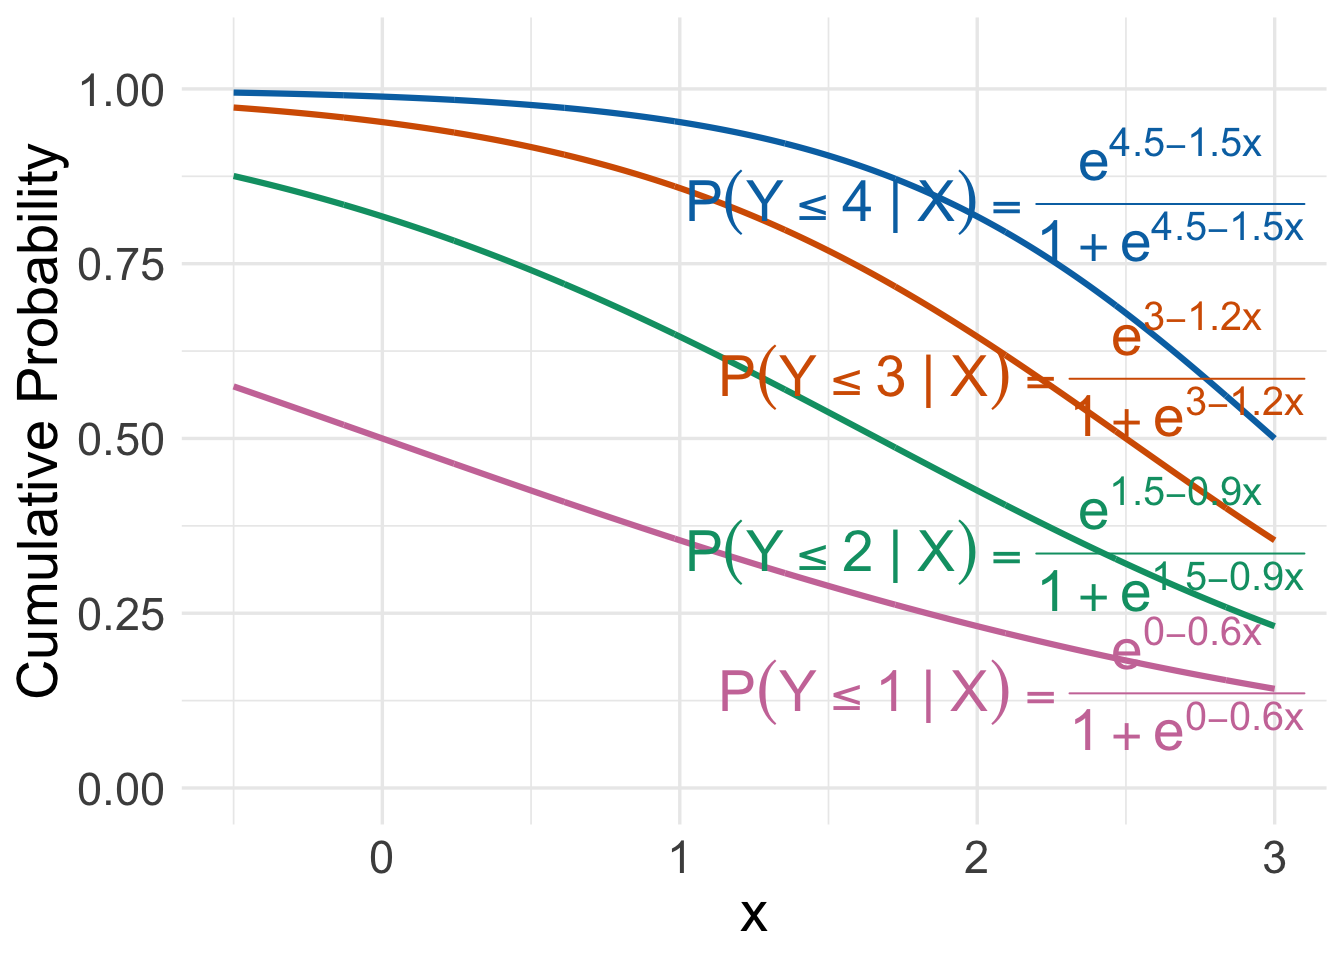 Cumulative Probability
1.00
0.75
0.50
0.25
0.00
P(Y ≤ 4 | X) = e^{4.5−1.5x} / 1 + e^{4.5−1.5x}
P(Y ≤ 3 | X) = e^{3−1.2x} / 1 + e^{3−1.2x}
P(Y ≤ 2 | X) = e^{1.5−0.9x} / 1 + e^{1.5−0.9x}
P(Y ≤ 1 | X) = e^{0−0.6x} / 1 + e^{0−0.6x}
0 1 2 3
x